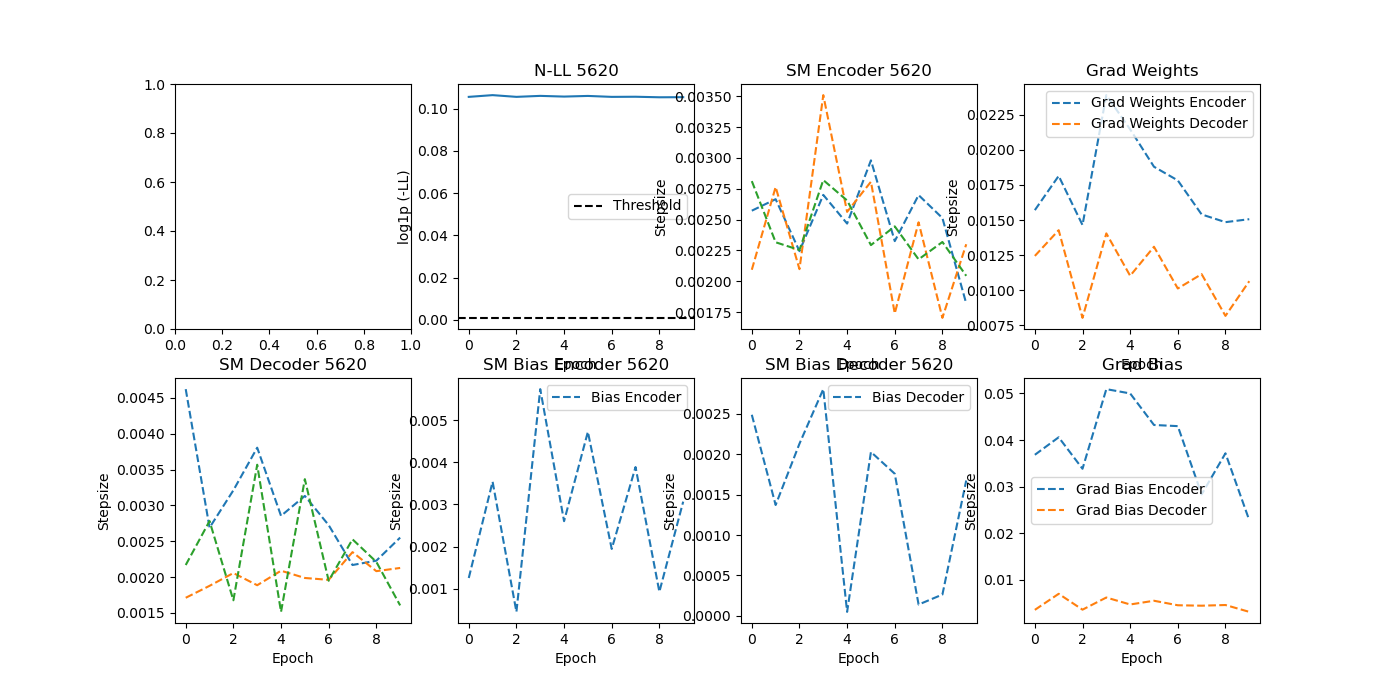 N-LL 5620
SM Encoder 5620
Grad Weights
1.0
0.8
0.6
0.4
0.2
0.0
0.0 0.2 0.4 0.6 0.8 1.0
log1p (-LL)
0.10
0.08
0.06
0.04
0.02
0.00
Threshold
0 2 4 6 8
Epoch
Stepsize
0.00350
0.00325
0.00300
0.00275
0.00250
0.00225
0.00200
0.00175
0 2 4 6 8
Epoch
Stepsize
0.0225
0.0200
0.0175
0.0150
0.0125
0.0100
0.0075
Grad Weights Encoder
Grad Weights Decoder
0 2 4 6 8
Epoch
SM Decoder 5620
SM Bias Encoder 5620
SM Bias Decoder 5620
Grad Bias
Stepsize
0.0045
0.0040
0.0035
0.0030
0.0025
0.0020
0.0015
0 2 4 6 8
Epoch
Stepsize
0.005
0.004
0.003
0.002
0.001
Bias Encoder
0 2 4 6 8
Epoch
Stepsize
0.0025
0.0020
0.0015
0.0010
0.0005
0.0000
Bias Decoder
0 2 4 6 8
Epoch
Stepsize
0.05
0.04
0.03
0.02
0.01
Grad Bias Encoder
Grad Bias Decoder
0 2 4 6 8
Epoch